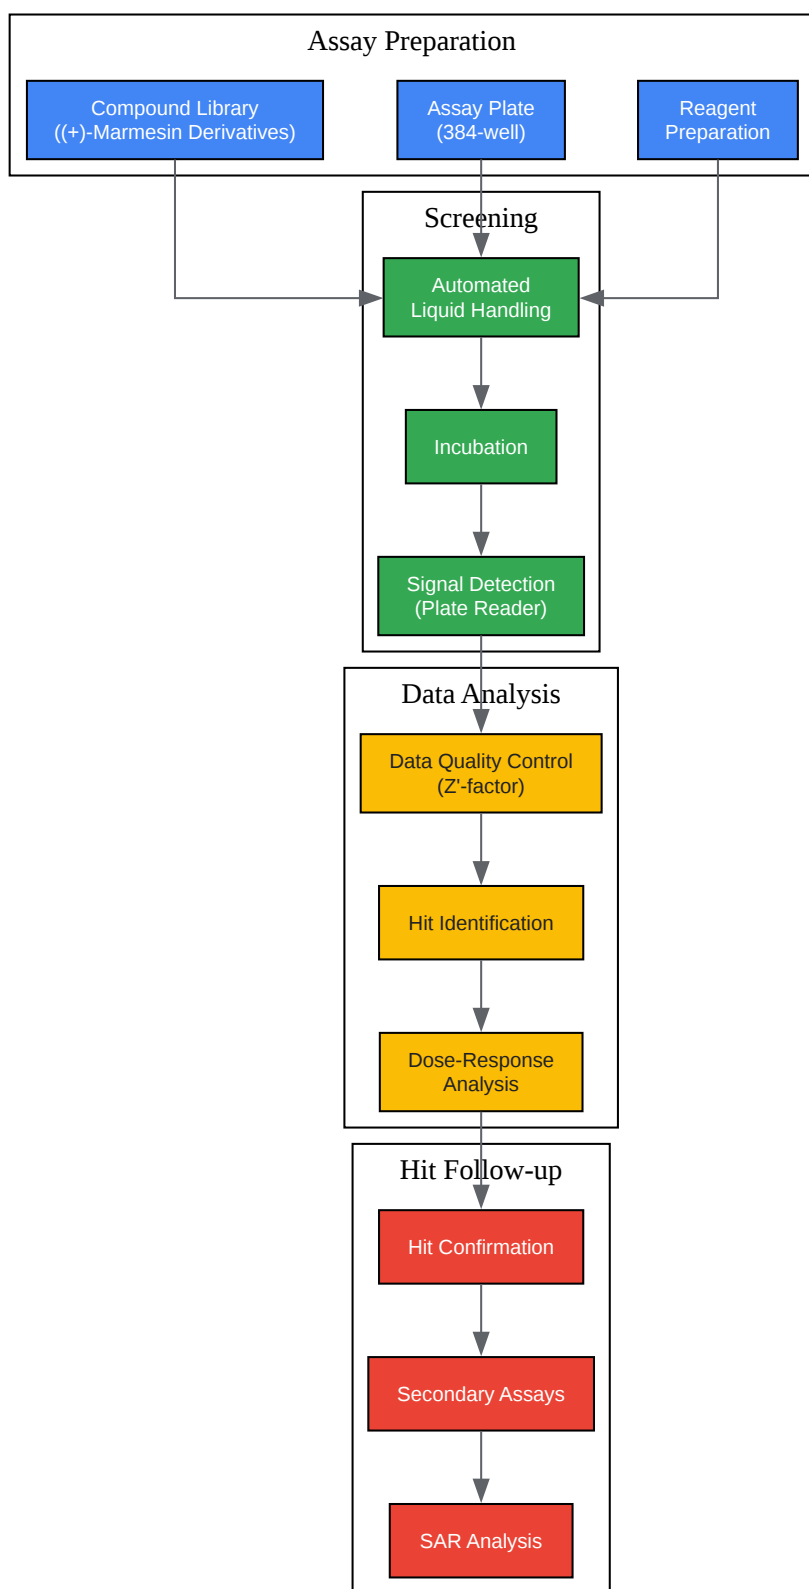 Assay Preparation
Compound Library
((+)-Marmesin Derivatives)
Assay Plate
(384-well)
Reagent
Preparation
Screening
Automated
Liquid Handling
Incubation
Signal Detection
(Plate Reader)
Data Analysis
Data Quality Control
(Z'-factor)
Hit Identification
Dose-Response
Analysis
Hit Follow-up
Hit Confirmation
Secondary Assays
SAR Analysis